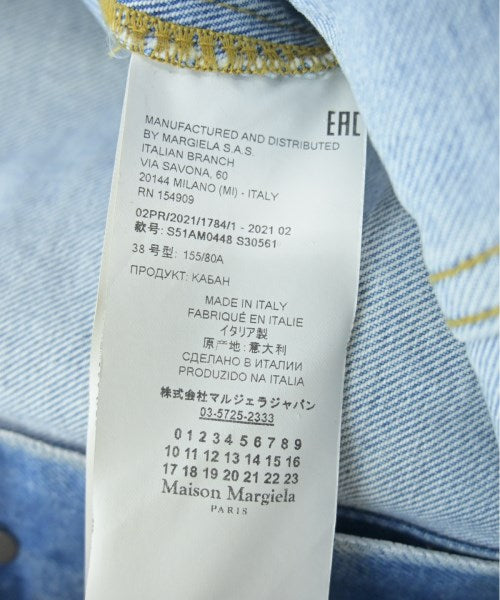 EAC
MANUFACTURED AND DISTRIBUTED
BY MARGIELA S.A.S.
ITALIAN BRANCH
VIA SAVONA, 60
20144 MILANO (MI) - ITALY
RN 154909
02PR/2021/1784/1 - 2021 02
款号: S51AM0448 S30561
38 号型: 155/80A
ПРОДУКТ: КАБАН
MADE IN ITALY
FABRIQUÉ EN ITALIE
イタリア製
原产地:意大利
СДЕЛАНО В ИТАЛИИ
PRODUZIDO NA ITALIA
株式会社マルジェラジャパン
03-5725-2333
0 1 2 3 4 5 6 7 8 9
10 11 12 13 14 15 16
17 18 19 20 21 22 23
Maison Margiela
PARIS